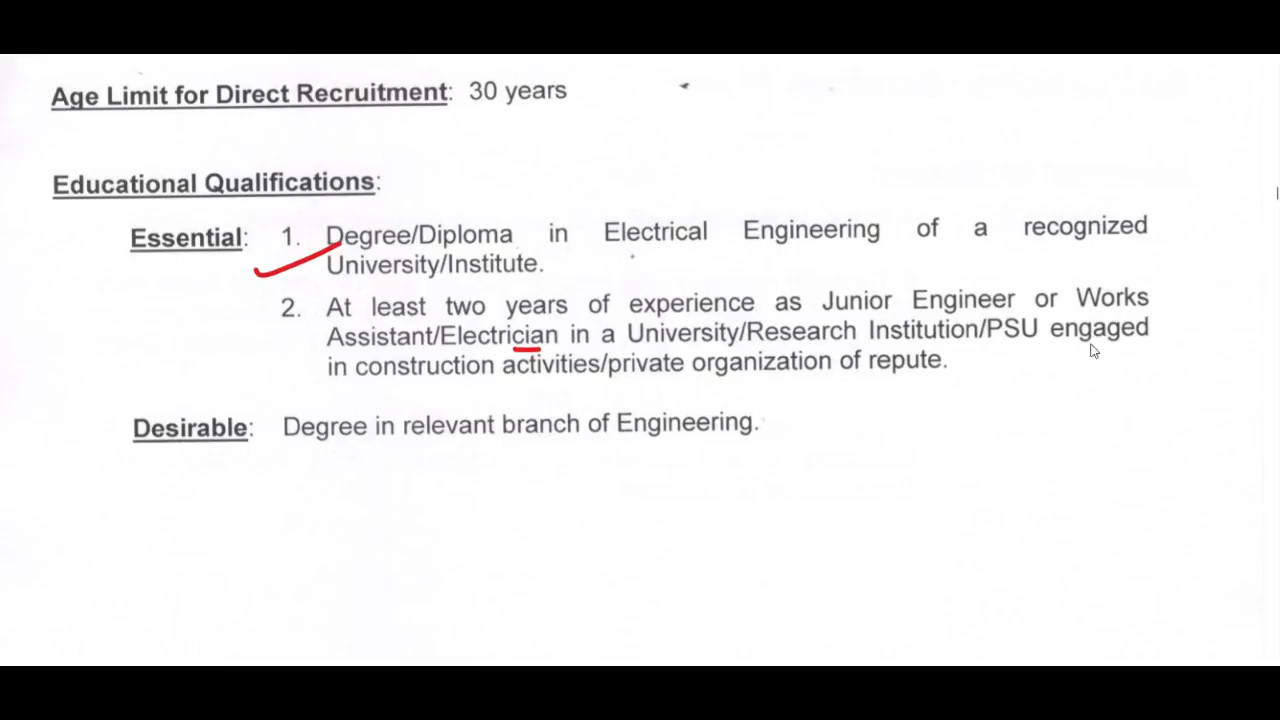 Age Limit for Direct Recruitment: 30 years
Educational Qualifications:
Essential: 1. Degree/Diploma in Electrical Engineering of a recognized
University/Institute.
2. At least two years of experience as Junior Engineer or Works
Assistant/Electrician in a University/Research Institution/PSU engaged
in construction activities/private organization of repute.
Desirable: Degree in relevant branch of Engineering.